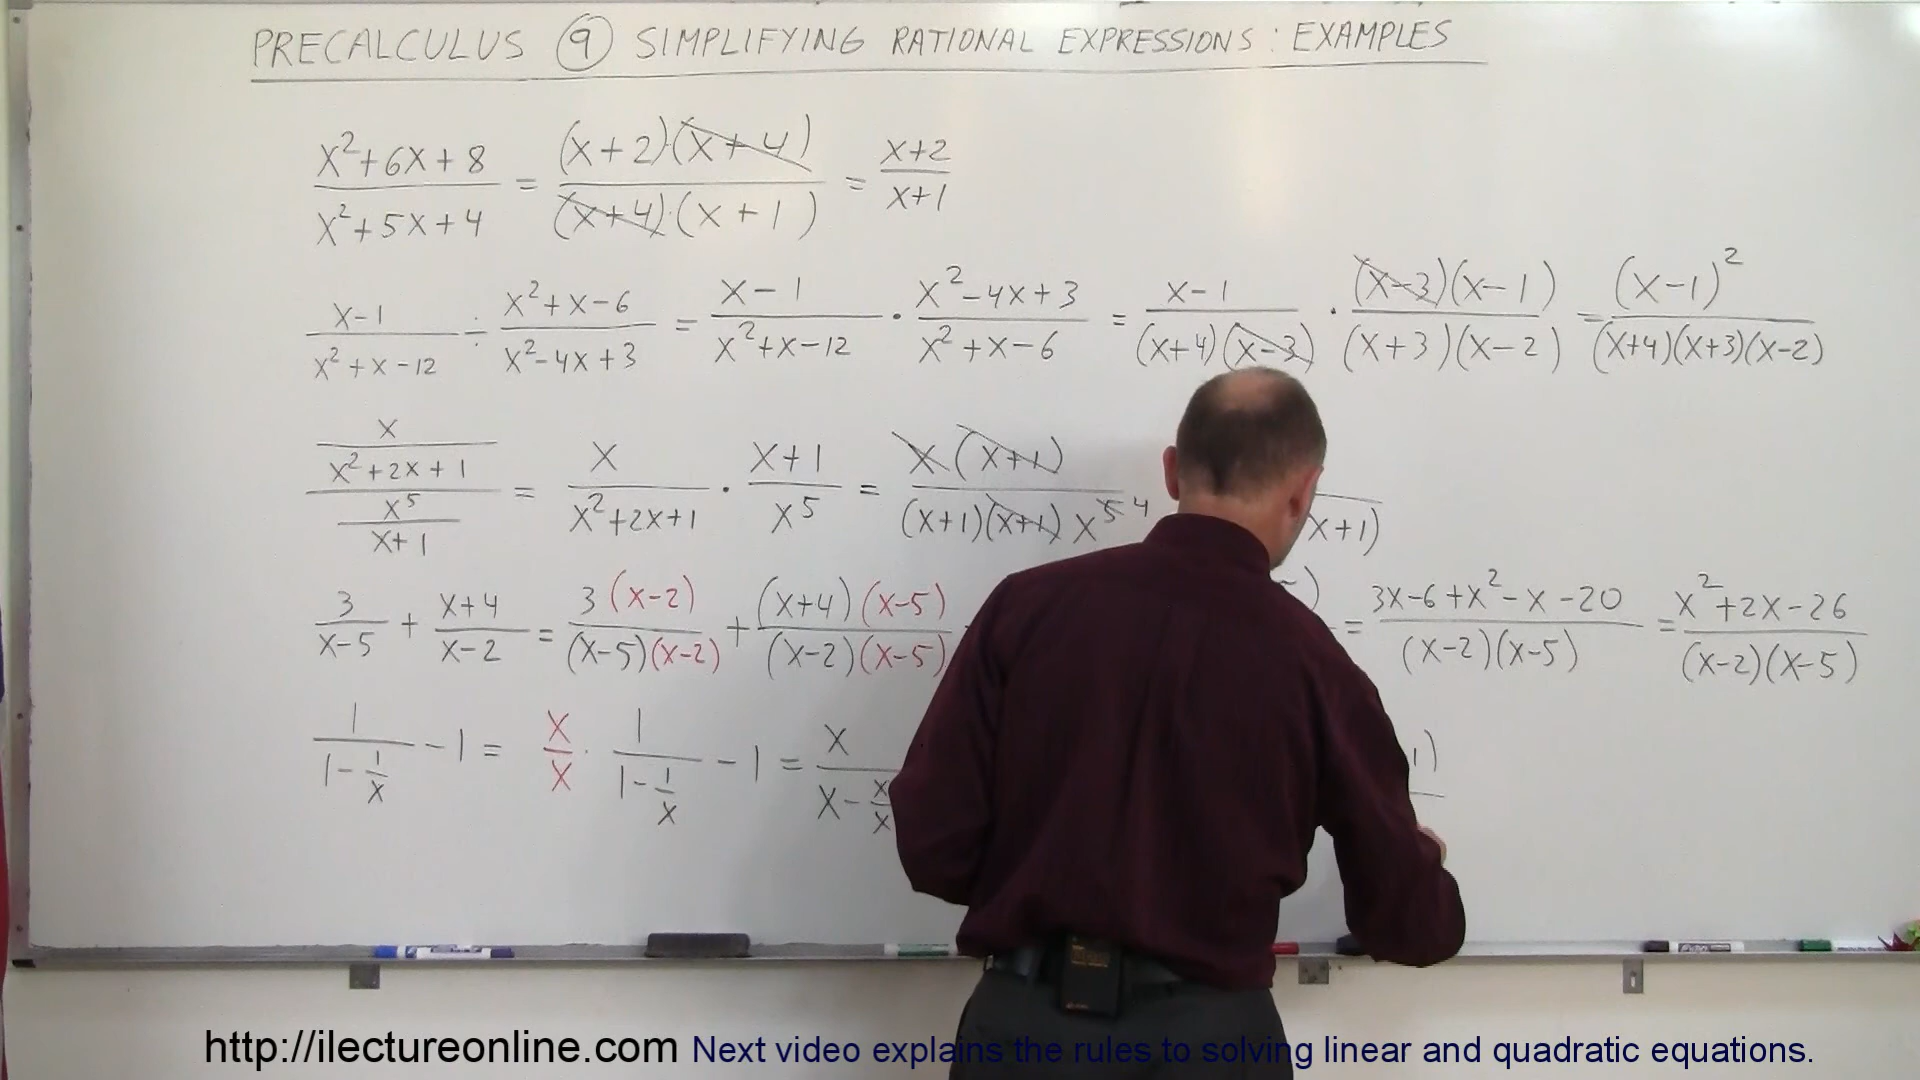 PRECALCULUS 9 SIMPLIFYING RATIONAL EXPRESSIONS: EXAMPLES
x²+6x+8 / x²+5x+4 = (x+2)(x+4) / (x+4)(x+1) = x+2 / x+1
x-1 / x²+x-12 ÷ x²+x-6 / x²-4x+3 = x-1 / x²+x-12 · x²-4x+3 / x²+x-6 = x-1 / (x+4)(x-3) · (x-3)(x-1) / (x+3)(x-2) = (x-1)² / (x+4)(x+3)(x-2)
x / x²+2x+1 / x⁵ / x+1 = x / x²+2x+1 · x+1 / x⁵ = x(x+1) / (x+1)(x+1)x⁵ 4 x+1)
3 / x-5 + x+4 / x-2 = 3(x-2) / (x-5)(x-2) + (x+4)(x-5) / (x-2)(x-5) = 3x-6+x²-x-20 / (x-2)(x-5) = x²+2x-26 / (x-2)(x-5)
1 / 1-1/x -1 = x/x · 1 / 1-1/x -1 = x / x-x/x 1)
http://ilectureonline.com Next video explains the rules to solving linear and quadratic equations.